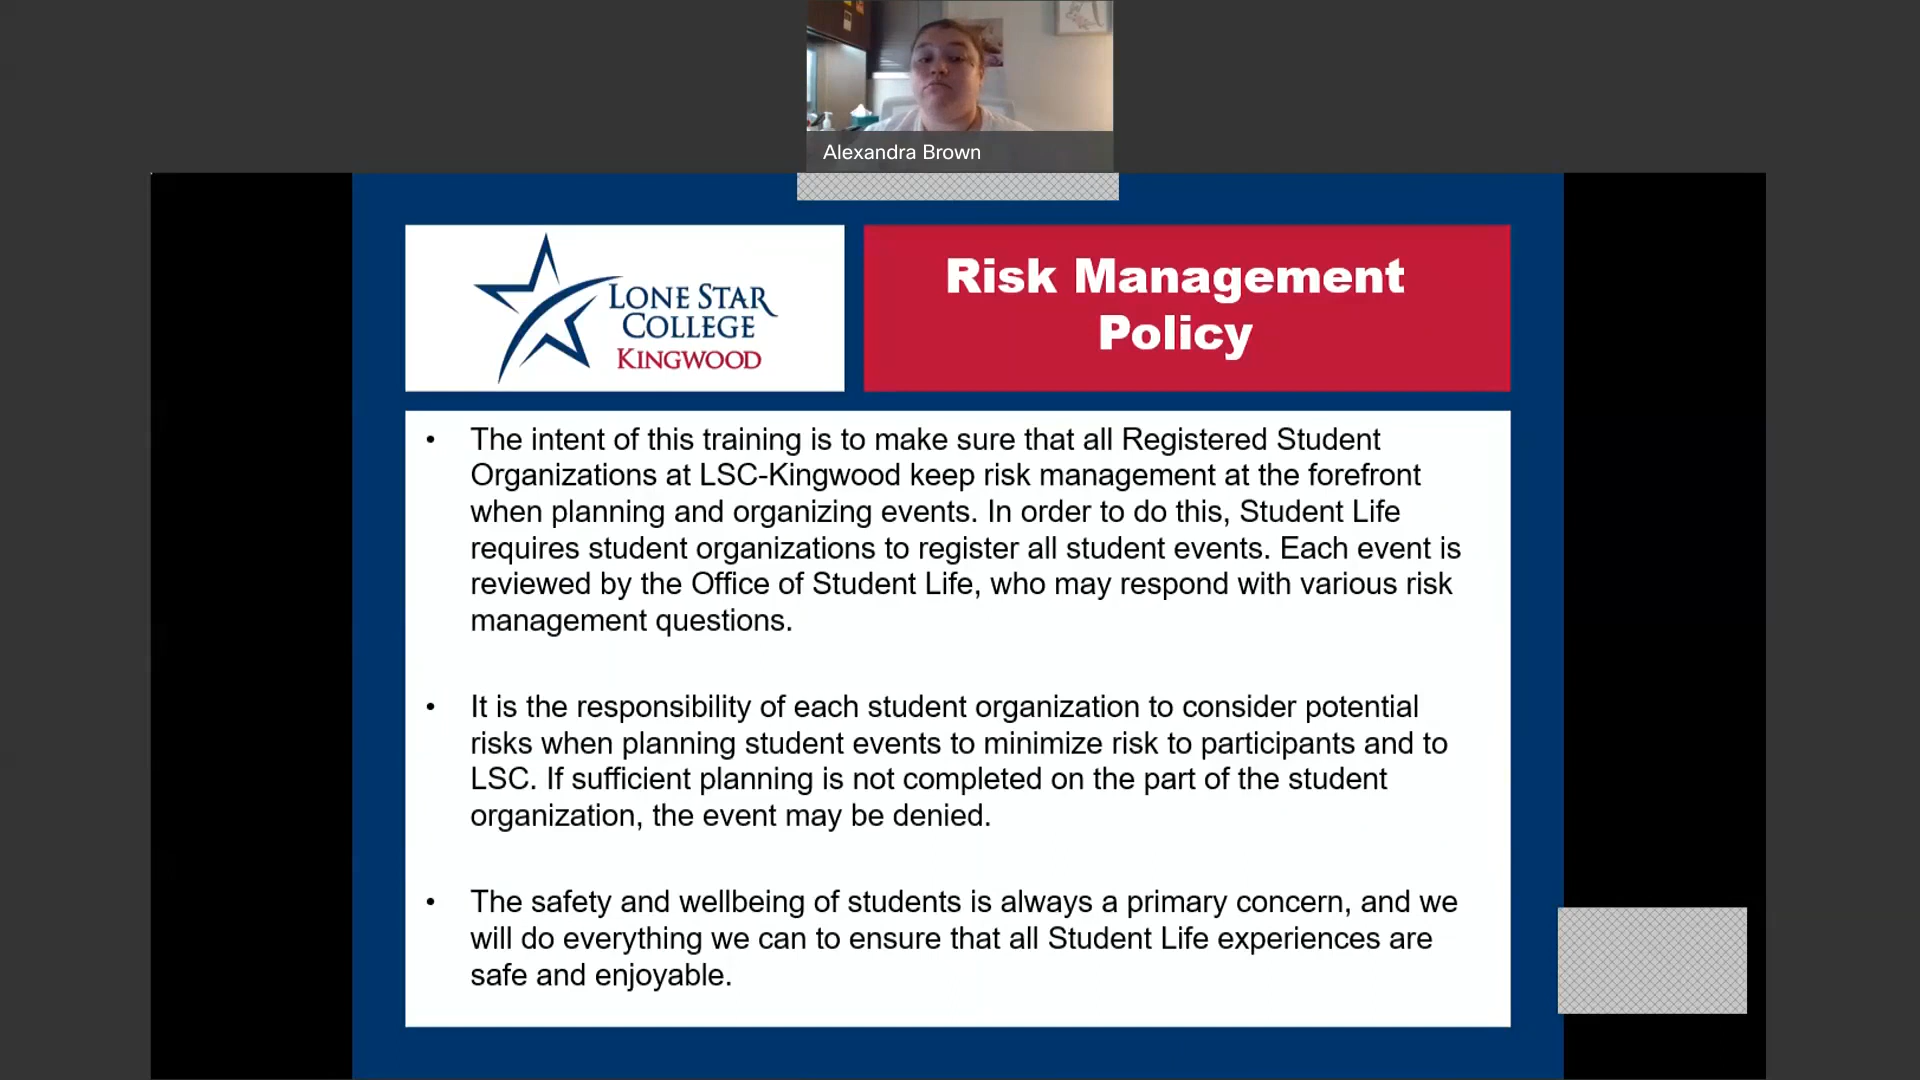 Alexandra Brown
LONE STAR
COLLEGE
KINGWOOD
Risk Management
Policy
• The intent of this training is to make sure that all Registered Student
Organizations at LSC-Kingwood keep risk management at the forefront
when planning and organizing events. In order to do this, Student Life
requires student organizations to register all student events. Each event is
reviewed by the Office of Student Life, who may respond with various risk
management questions.
• It is the responsibility of each student organization to consider potential
risks when planning student events to minimize risk to participants and to
LSC. If sufficient planning is not completed on the part of the student
organization, the event may be denied.
• The safety and wellbeing of students is always a primary concern, and we
will do everything we can to ensure that all Student Life experiences are
safe and enjoyable.